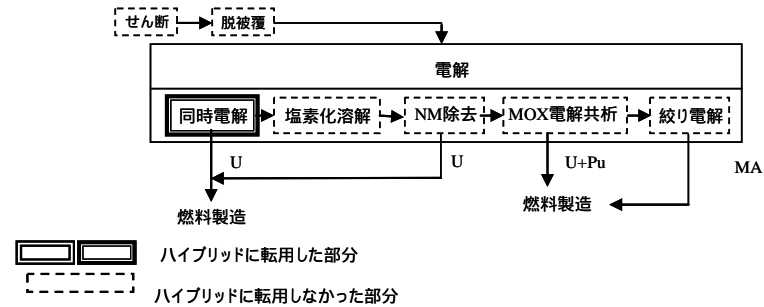 せん断
脱被覆
電解
同時電解
塩素化溶解
NM除去
MOX電解共析
絞り電解
U
U
U+Pu
MA
燃料製造
燃料製造
ハイブリッドに転用した部分
ハイブリッドに転用しなかった部分